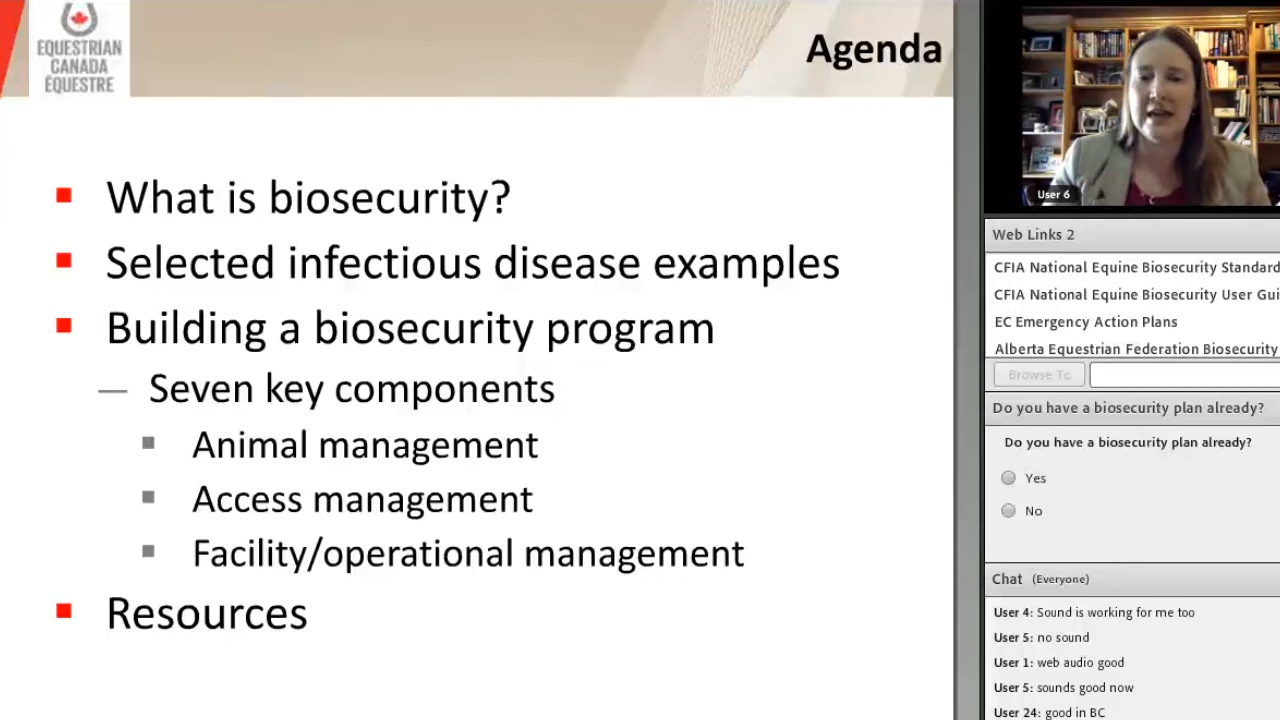 EQUESTRIAN
CANADA
ÉQUESTRE
Agenda
What is biosecurity?
Selected infectious disease examples
Building a biosecurity program
— Seven key components
Animal management
Access management
Facility/operational management
Resources
User 6
Web Links 2
CFIA National Equine Biosecurity Standard
CFIA National Equine Biosecurity User Gui
EC Emergency Action Plans
Alberta Equestrian Federation Biosecurity
Browse To
Do you have a biosecurity plan already?
Do you have a biosecurity plan already?
Yes
No
Chat (Everyone)
User 4: Sound is working for me too
User 5: no sound
User 1: web audio good
User 5: sounds good now
User 24: good in BC